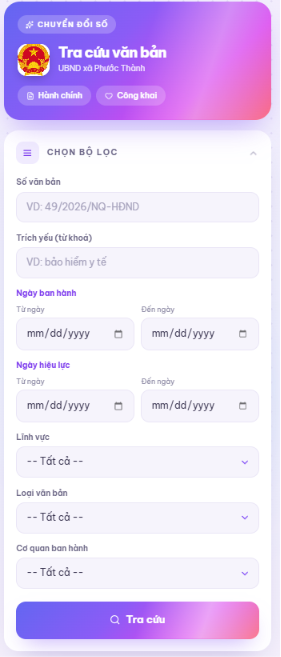 CHUYỂN ĐỔI SỐ
Tra cứu văn bản
UBND xã Phước Thành
Hành chính Công khai
CHỌN BỘ LỌC
Số văn bản
VD: 49/2026/NQ-HĐND
Trích yếu (từ khoá)
VD: bảo hiểm y tế
Ngày ban hành
Từ ngày Đến ngày
mm/dd/yyyy mm/dd/yyyy
Ngày hiệu lực
Từ ngày Đến ngày
mm/dd/yyyy mm/dd/yyyy
Lĩnh vực
-- Tất cả --
Loại văn bản
-- Tất cả --
Cơ quan ban hành
-- Tất cả --
Tra cứu